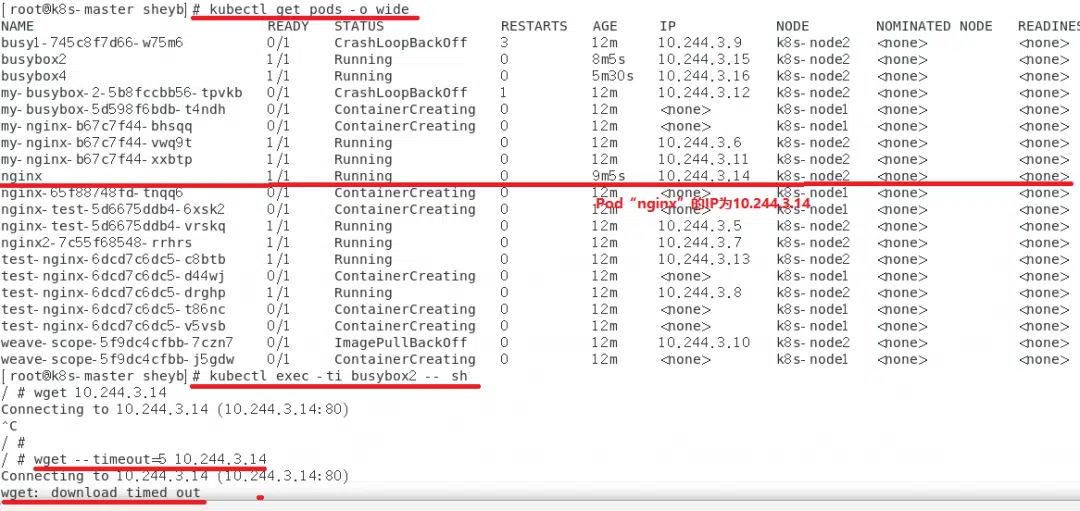 [root@k8s-master sheyb]# kubectl get pods -o wide
NAME READY STATUS RESTARTS AGE IP NODE NOMINATED NODE READINES
busy1-745c8f7d66-w75m6 0/1 CrashLoopBackOff 3 12m 10.244.3.9 k8s-node2 <none> <none>
busybox2 1/1 Running 0 8m5s 10.244.3.15 k8s-node2 <none> <none>
busybox4 1/1 Running 0 5m30s 10.244.3.16 k8s-node2 <none> <none>
my-busybox-2-5b8fccbb56-tpvkb 0/1 CrashLoopBackOff 1 12m 10.244.3.12 k8s-node2 <none> <none>
my-busybox-5d598f6bdb-t4ndh 0/1 ContainerCreating 0 12m <none> k8s-node1 <none> <none>
my-nginx-b67c7f44-bhsqq 0/1 ContainerCreating 0 12m <none> k8s-node1 <none> <none>
my-nginx-b67c7f44-vwq9t 1/1 Running 0 12m 10.244.3.6 k8s-node2 <none> <none>
my-nginx-b67c7f44-xxbtp 1/1 Running 0 12m 10.244.3.11 k8s-node2 <none> <none>
nginx 1/1 Running 0 9m5s 10.244.3.14 k8s-node2 <none> <none>
nginx-65f88748fd-tnqq6 0/1 ContainerCreating 0 12m <none> k8s-node1 <none> <none>
Pod“nginx”的IP为10.244.3.14
nginx-test-5d6675ddb4-6xsk2 0/1 ContainerCreating 0 12m <none> k8s-node1 <none> <none>
nginx-test-5d6675ddb4-vrskq 1/1 Running 0 12m 10.244.3.5 k8s-node2 <none> <none>
nginx2-7c55f68548-rrhrs 1/1 Running 0 12m 10.244.3.7 k8s-node2 <none> <none>
test-nginx-6dcd7c6dc5-c8btb 1/1 Running 0 12m 10.244.3.13 k8s-node2 <none> <none>
test-nginx-6dcd7c6dc5-d44wj 0/1 ContainerCreating 0 12m <none> k8s-node1 <none> <none>
test-nginx-6dcd7c6dc5-drghp 1/1 Running 0 12m 10.244.3.8 k8s-node2 <none> <none>
test-nginx-6dcd7c6dc5-t86nc 0/1 ContainerCreating 0 12m <none> k8s-node1 <none> <none>
test-nginx-6dcd7c6dc5-v5vsb 0/1 ContainerCreating 0 12m <none> k8s-node1 <none> <none>
weave-scope-5f9dc4cfbb-7czn7 0/1 ImagePullBackOff 0 12m 10.244.3.10 k8s-node2 <none> <none>
weave-scope-5f9dc4cfbb-j5gdw 0/1 ContainerCreating 0 12m <none> k8s-node1 <none> <none>
[root@k8s-master sheyb]# kubectl exec -ti busybox2 -- sh
/ # wget 10.244.3.14
Connecting to 10.244.3.14 (10.244.3.14:80)
^C
/ #
/ # wget --timeout=5 10.244.3.14
Connecting to 10.244.3.14 (10.244.3.14:80)
wget: download timed out